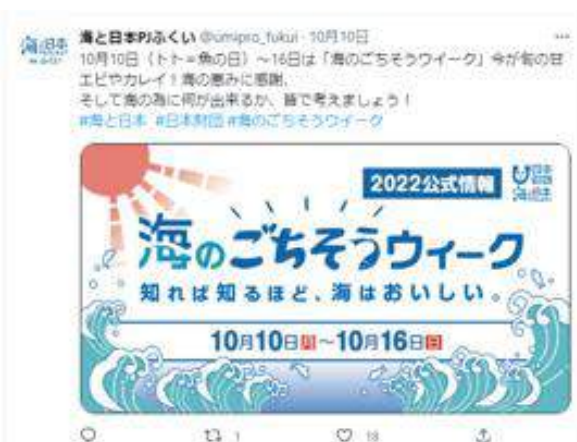 海と日本PJふくい @umipro_fukui · 10月10日
10月10日（トト＝魚の日）～16日は「海のごちそうウイーク」今が旬の甘
エビやカレイ！海の恵みに感謝、
そして海の為に何が出来るか、皆で考えましょう！
#海と日本 #日本財団 #海のごちそうウイーク
2022公式情報
海のごちそうウィーク
知れば知るほど、海はおいしい。
10月10日月～10月16日日
1
18